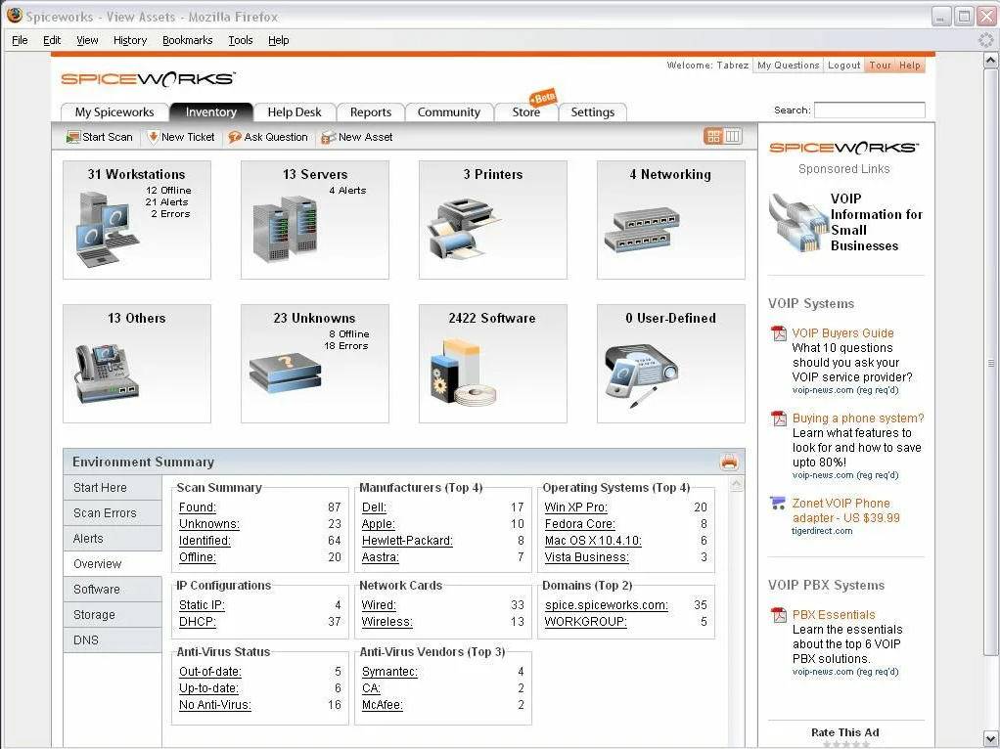 Spiceworks - View Assets - Mozilla Firefox
File Edit View History Bookmarks Tools Help
Welcome: Tabrez My Questions Logout Tour Help
SPICEWORKS
My Spiceworks Inventory Help Desk Reports Community Store Beta Settings
Search:
Start Scan New Ticket Ask Question New Asset
31 Workstations
12 Offline
21 Alerts
2 Errors
13 Servers
4 Alerts
3 Printers
4 Networking
13 Others
23 Unknowns
8 Offline
18 Errors
2422 Software
0 User-Defined
Environment Summary
Start Here
Scan Errors
Alerts
Overview
Software
Storage
DNS
Scan Summary
Found: 87
Unknowns: 23
Identified: 64
Offline: 20
Manufacturers (Top 4)
Dell: 17
Apple: 10
Hewlett-Packard: 8
Aastra: 7
Operating Systems (Top 4)
Win XP Pro: 20
Fedora Core: 8
Mac OS X 10.4.10: 6
Vista Business: 3
IP Configurations
Static IP: 4
DHCP: 37
Network Cards
Wired: 33
Wireless: 13
Domains (Top 2)
spice.spiceworks.com: 35
WORKGROUP: 5
Anti-Virus Status
Out-of-date: 5
Up-to-date: 6
No Anti-Virus: 16
Anti-Virus Vendors (Top 3)
Symantec: 4
CA: 2
McAfee: 2
SPICEWORKS
Sponsored Links
VOIP
Information for
Small
Businesses
VOIP Systems
VOIP Buyers Guide
What 10 questions
should you ask your
VOIP service provider?
voip-news.com (reg req'd)
Buying a phone system?
Learn what features to
look for and how to save
upto 80%!
voip-news.com (reg req'd)
Zonet VOIP Phone
adapter - US $39.99
tigerdirect.com
VOIP PBX Systems
PBX Essentials
Learn the essentials
about the top 6 VOIP
PBX solutions.
voip-news.com (reg req'd)
Rate This Ad